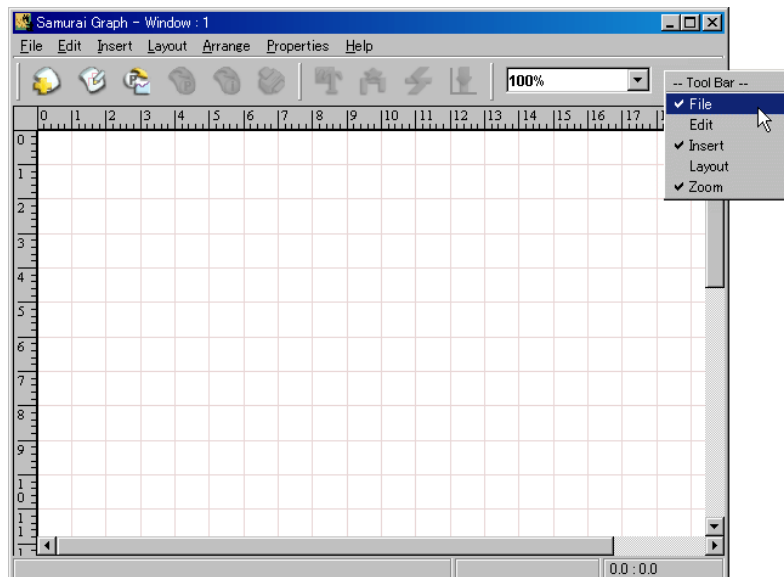 Samurai Graph - Window : 1
File Edit Insert Layout Arrange Properties Help
100%
-- Tool Bar --
File
Edit
Insert
Layout
Zoom
0 1 2 3 4 5 6 7 8 9 10 11 12 13 14 15 16 17
0
1
2
3
4
5
6
7
8
9
10
11
0.0 : 0.0